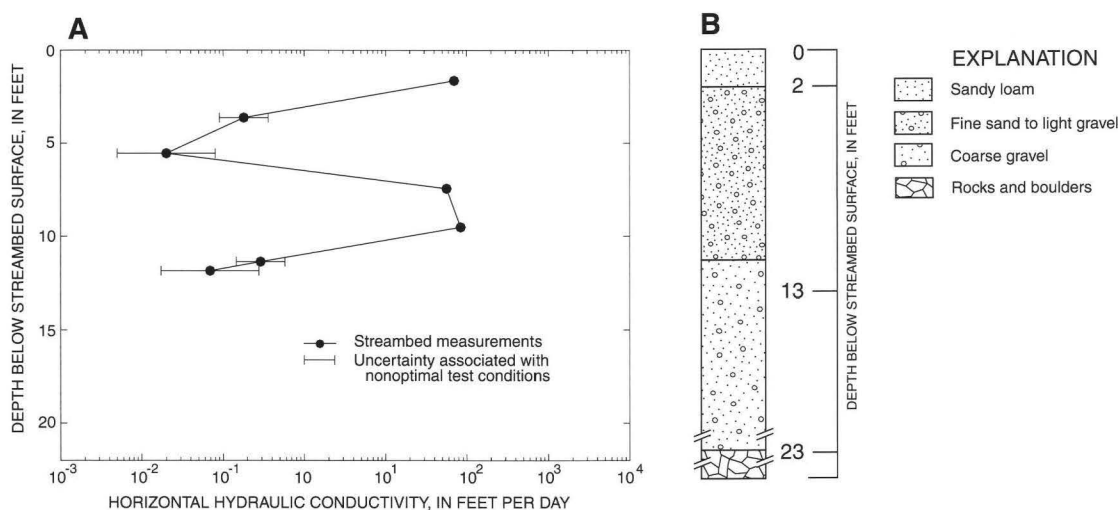 A
DEPTH BELOW STREAMBED SURFACE, IN FEET
0
5
10
15
20
Streambed measurements
Uncertainty associated with
nonoptimal test conditions
10-3
10-2
10-1
100
101
102
103
104
HORIZONTAL HYDRAULIC CONDUCTIVITY, IN FEET PER DAY
B
0
2
13
23
DEPTH BELOW STREAMBED SURFACE, IN FEET
EXPLANATION
Sandy loam
Fine sand to light gravel
Coarse gravel
Rocks and boulders